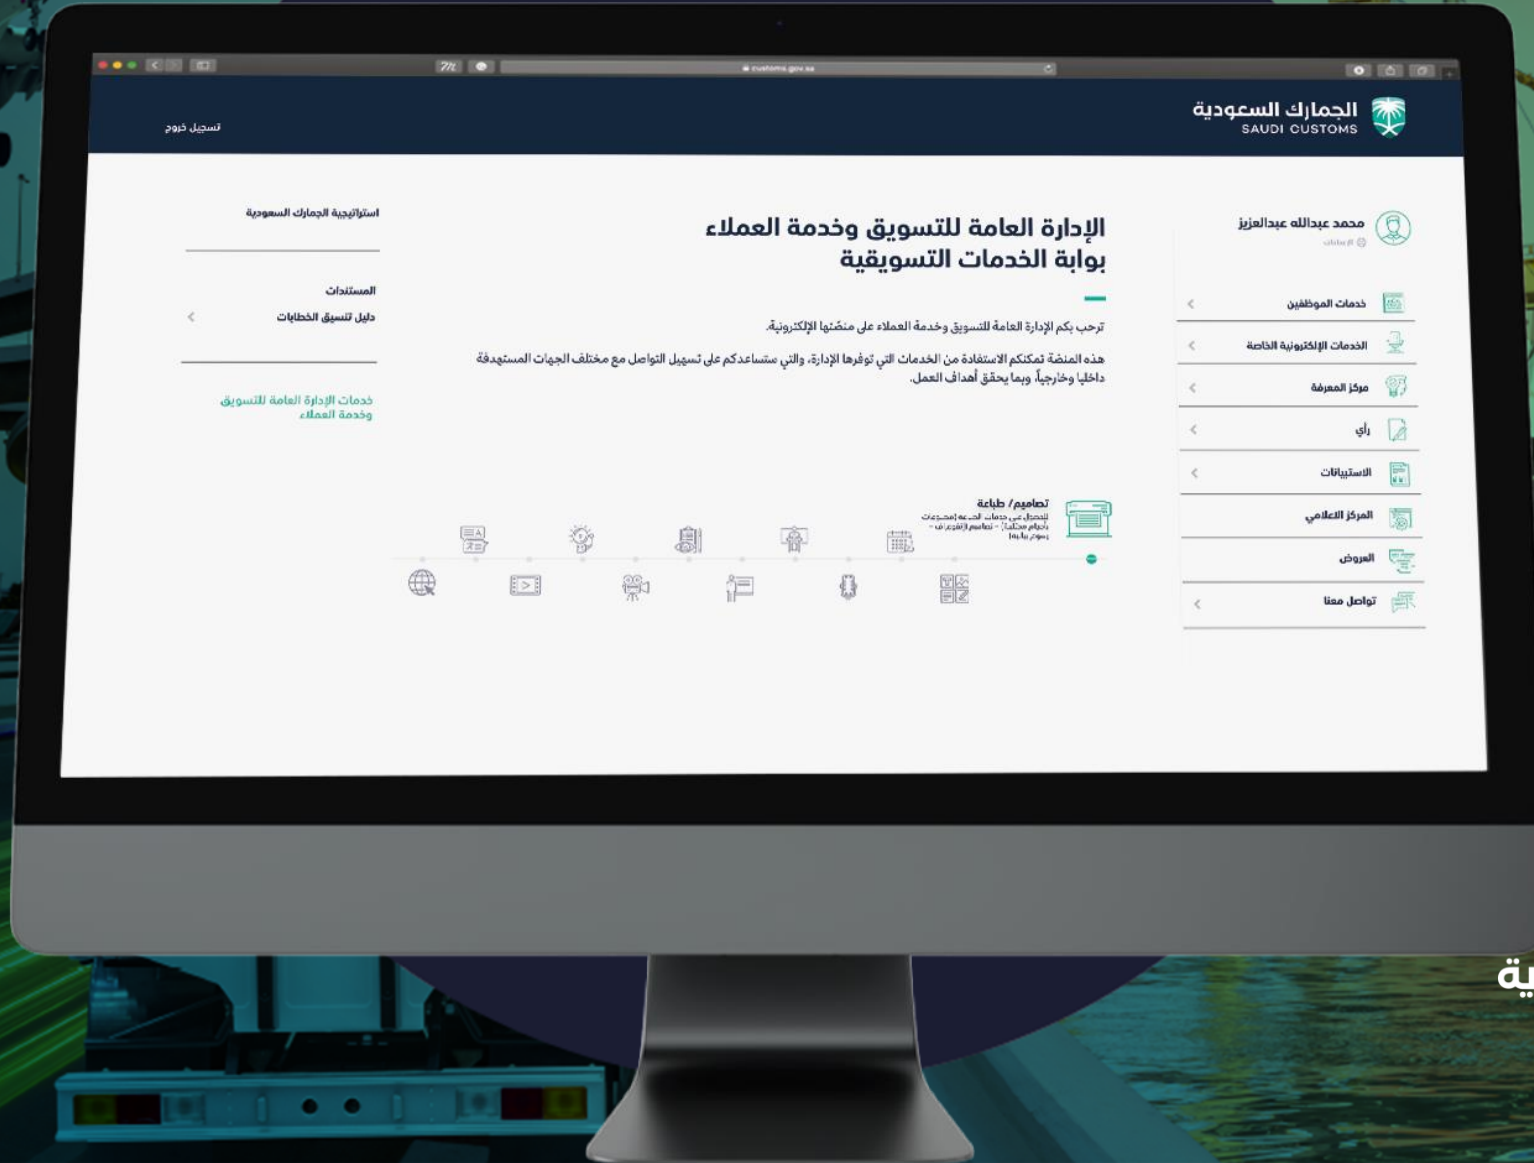 customs.gov.sa
الجمارك السعودية
SAUDI CUSTOMS
تسجيل خروج
محمد عبدالله عبدالعزيز
خدمات الموظفين
الخدمات الإلكترونية الخاصة
مركز المعرفة
رأي
الاستبيانات
المركز الاعلامي
العروض
تواصل معنا
الإدارة العامة للتسويق وخدمة العملاء
بوابة الخدمات التسويقية
ترحب بكم الإدارة العامة للتسويق وخدمة العملاء على منصّتها الإلكترونية.
هذه المنصّة تمكنكم الاستفادة من الخدمات التي توفرها الإدارة، والتي ستساعدكم على تسهيل التواصل مع مختلف الجهات المستهدفة
داخليا وخارجياً، وبما يحقق أهداف العمل.
تصاميم/ طباعة
استراتيجية الجمارك السعودية
المستندات
دليل تنسيق الخطابات
خدمات الإدارة العامة للتسويق
وخدمة العملاء
ية